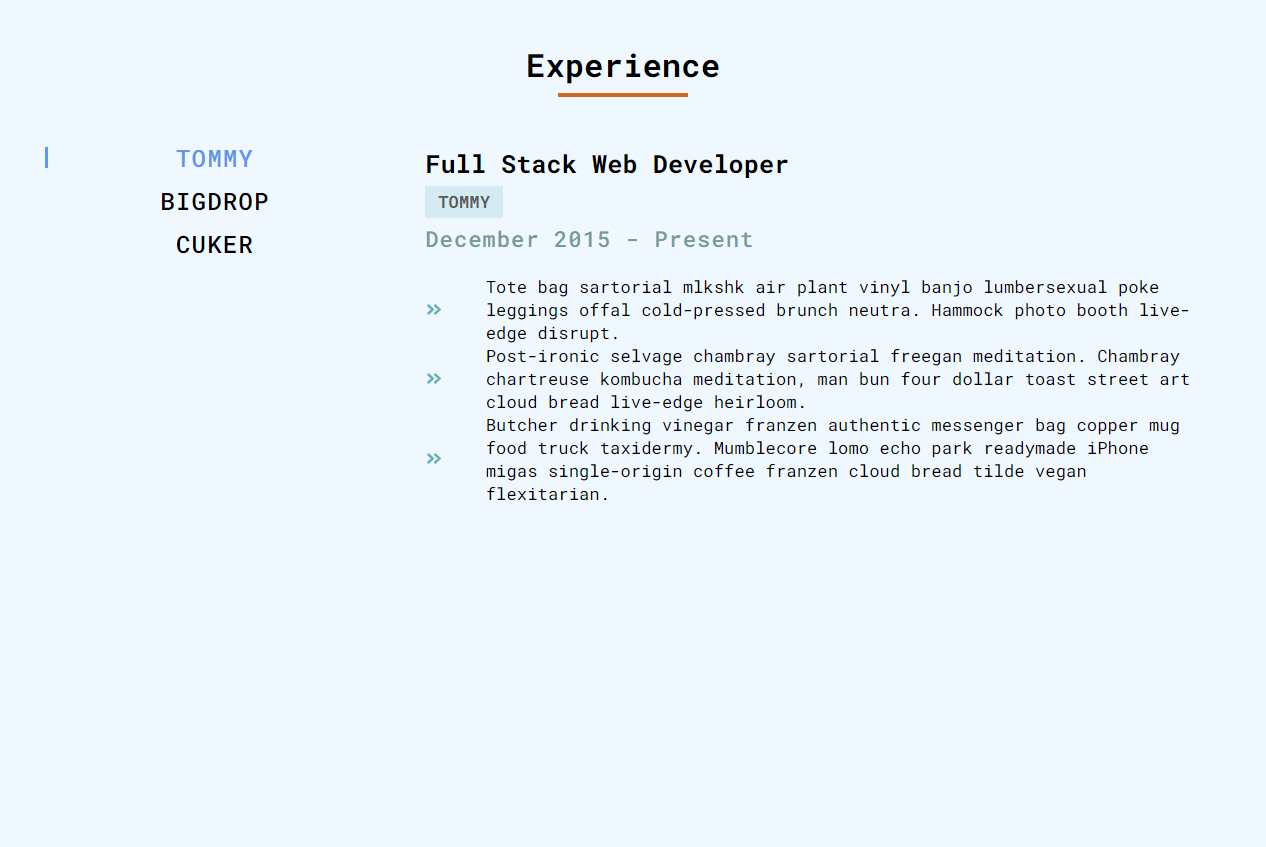 Experience
TOMMY
BIGDROP
CUKER
Full Stack Web Developer
TOMMY
December 2015 - Present
Tote bag sartorial mlkshk air plant vinyl banjo lumbersexual poke
leggings offal cold-pressed brunch neutra. Hammock photo booth live-
edge disrupt.
Post-ironic selvage chambray sartorial freegan meditation. Chambray
chartreuse kombucha meditation, man bun four dollar toast street art
cloud bread live-edge heirloom.
Butcher drinking vinegar franzen authentic messenger bag copper mug
food truck taxidermy. Mumblecore lomo echo park readymade iPhone
migas single-origin coffee franzen cloud bread tilde vegan
flexitarian.